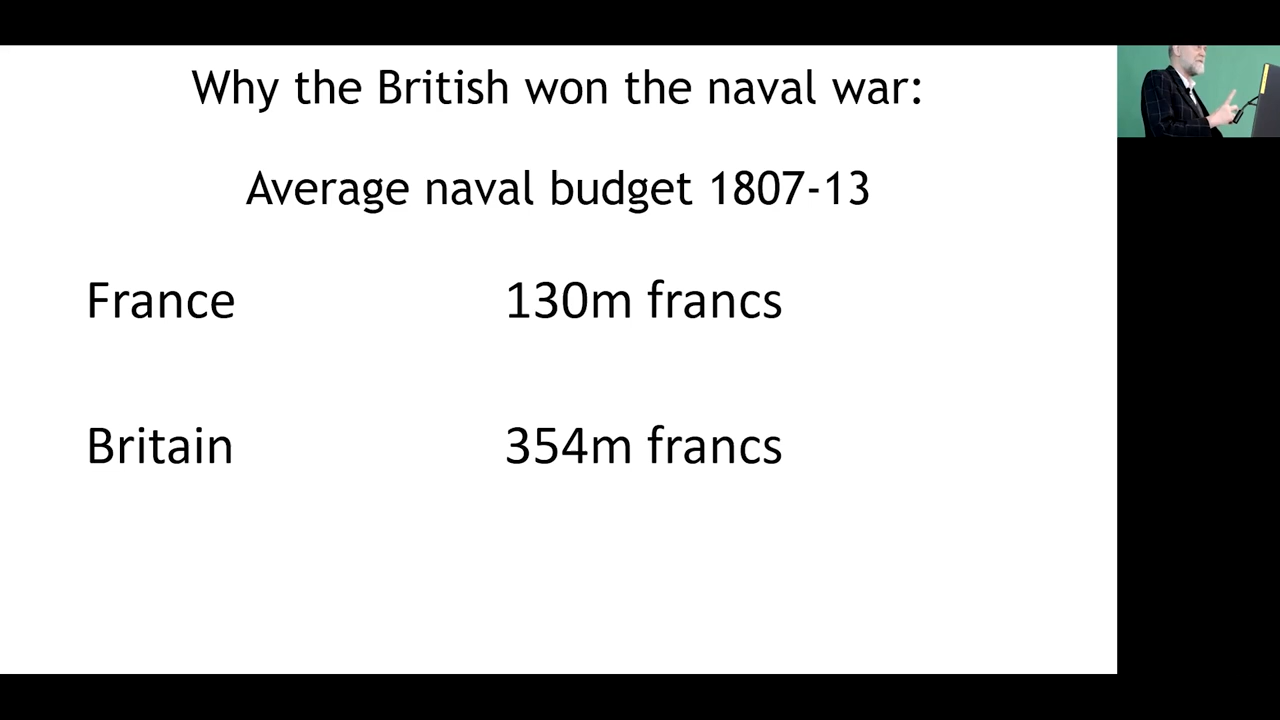 Why the British won the naval war:
Average naval budget 1807-13
France 130m francs
Britain 354m francs